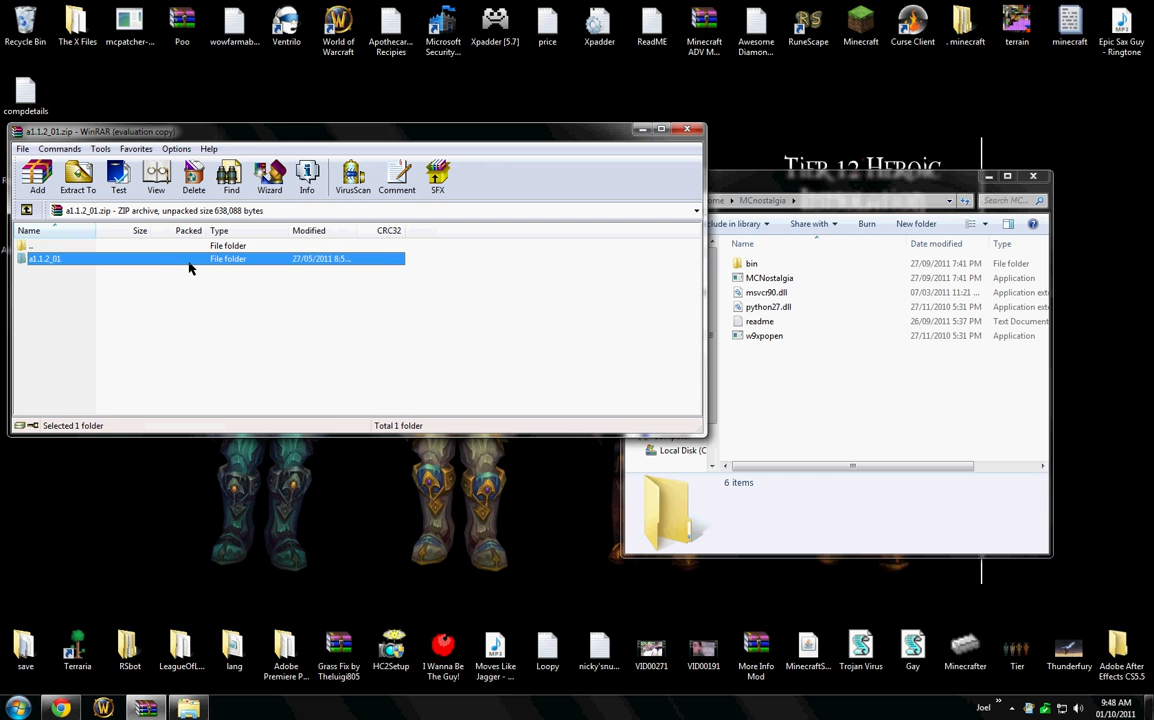 Recycle Bin
The X Files
mcpatcher-...
Poo
wowfarmab...
Ventrilo
World of Warcraft
Apothecar... Recipies
Microsoft Security...
Xpadder [5.7]
price
Xpadder
ReadME
Minecraft ADV M...
Awesome Diamon...
RuneScape
Minecraft
Curse Client
.minecraft
terrain
minecraft
Epic Sax Guy - Ringtone
compdetails
a1.1.2_01.zip - WinRAR (evaluation copy)
File Commands Tools Favorites Options Help
Add Extract To Test View Delete Find Wizard Info VirusScan Comment SFX
a1.1.2_01.zip - ZIP archive, unpacked size 638,088 bytes
Name Size Packed Type Modified CRC32
.. File folder
a1.1.2_01 File folder 27/05/2011 8:5...
Selected 1 folder Total 1 folder
Tier 12 Heroic
ome MCnostalgia Search MC...
clude in library Share with Burn New folder
Name Date modified Type
bin 27/09/2011 7:41 PM File folder
MCNostalgia 27/09/2011 7:41 PM Application
msvcr90.dll 07/03/2011 11:21 ... Application exte
python27.dll 27/11/2010 5:31 PM Application exte
readme 26/09/2011 5:37 PM Text Document
w9xpopen 27/11/2010 5:31 PM Application
Local Disk (C
6 items
save
Terraria
RSbot
LeagueOfL...
lang
Adobe Premiere P...
Grass Fix by Theluigi805
HC2Setup
I Wanna Be The Guy!
Moves Like Jagger - ...
Loopy
nicky'snu...
VID00271
VID00191
More Info Mod
MinecraftS...
Trojan Virus
Gay
Minecrafter
Tier
Thunderfury
Adobe After Effects CS5.5
Joel
9:48 AM
01/10/2011